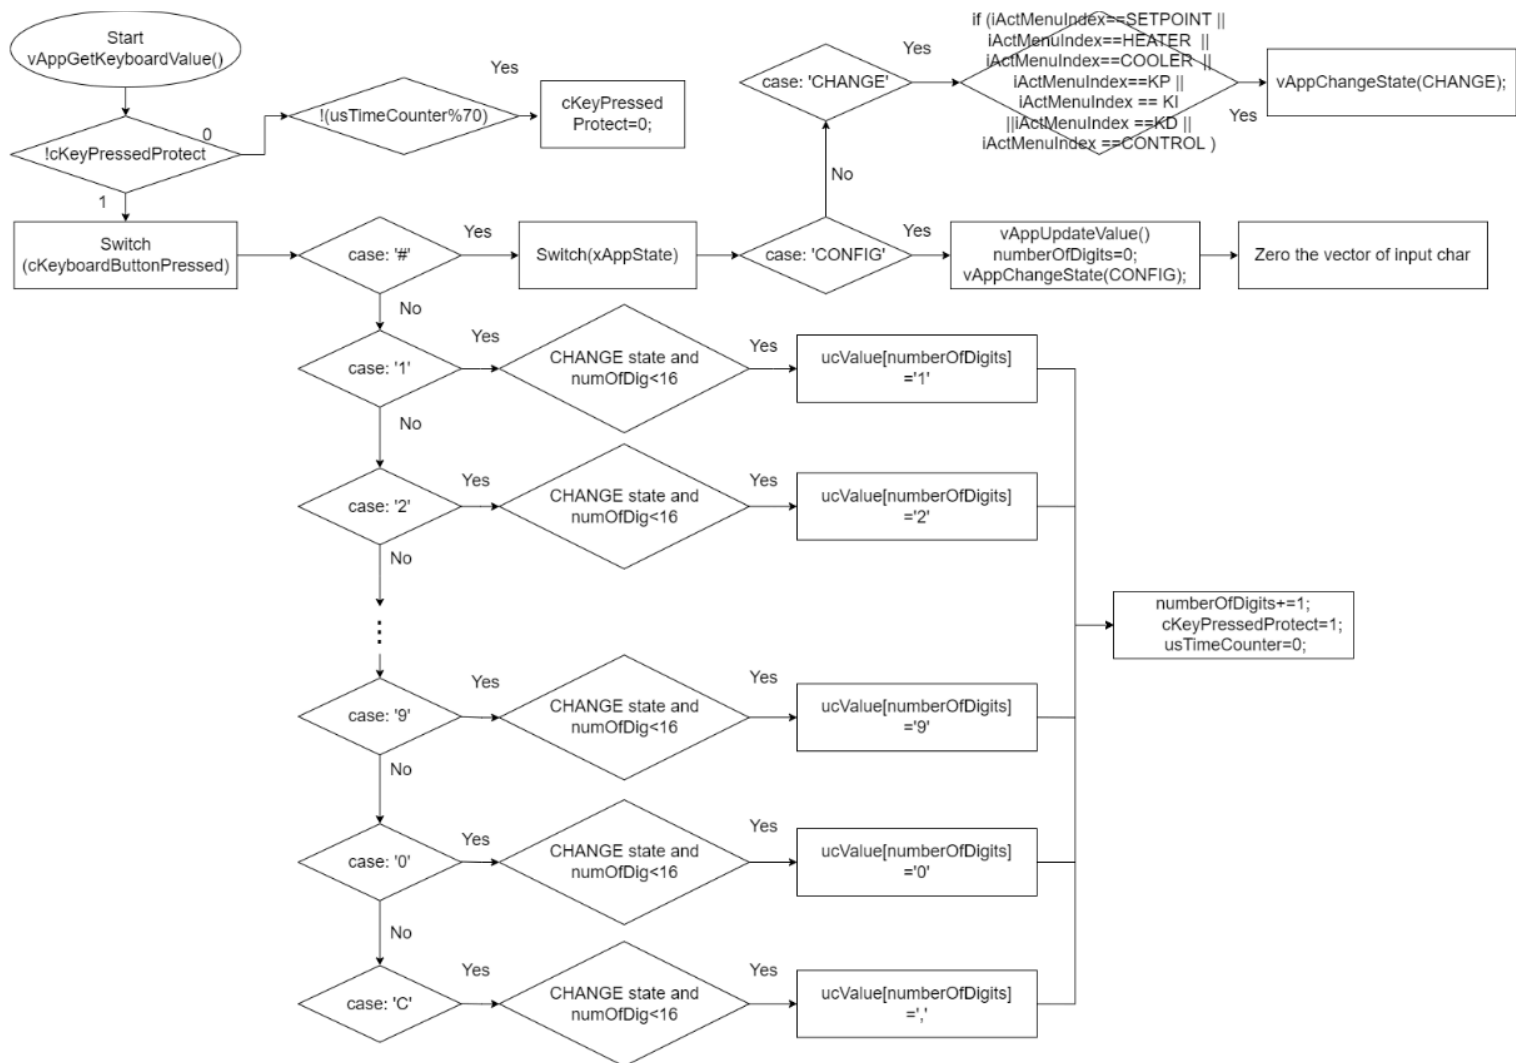 Start
vAppGetKeyboardValue()
!cKeyPressedProtect
0
1
!(usTimeCounter%70)
Yes
cKeyPressed
Protect=0;
Switch
(cKeyboardButtonPressed)
case: '#'
Yes
No
Switch(xAppState)
case: 'CONFIG'
Yes
No
vAppUpdateValue()
numberOfDigits=0;
vAppChangeState(CONFIG);
Zero the vector of input char
case: 'CHANGE'
Yes
if (iActMenuIndex==SETPOINT ||
iActMenuIndex==HEATER ||
iActMenuIndex==COOLER ||
iActMenuIndex==KP ||
iActMenuIndex == KI
||iActMenuIndex ==KD ||
iActMenuIndex ==CONTROL )
Yes
vAppChangeState(CHANGE);
case: '1'
Yes
No
CHANGE state and
numOfDig<16
Yes
ucValue[numberOfDigits]
='1'
case: '2'
Yes
No
CHANGE state and
numOfDig<16
Yes
ucValue[numberOfDigits]
='2'
⋮
case: '9'
Yes
No
CHANGE state and
numOfDig<16
Yes
ucValue[numberOfDigits]
='9'
case: '0'
Yes
No
CHANGE state and
numOfDig<16
Yes
ucValue[numberOfDigits]
='0'
case: 'C'
Yes
CHANGE state and
numOfDig<16
Yes
ucValue[numberOfDigits]
=','
numberOfDigits+=1;
cKeyPressedProtect=1;
usTimeCounter=0;